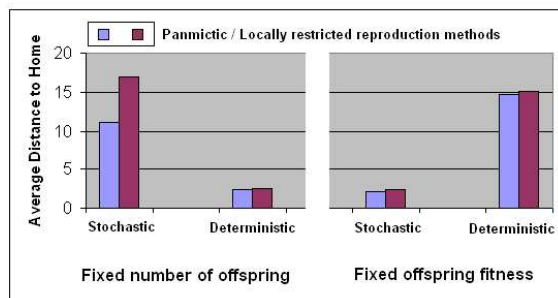 Panmictic / Locally restricted reproduction methods
Average Distance to Home
20
15
10
5
0
Stochastic Deterministic Stochastic Deterministic
Fixed number of offspring Fixed offspring fitness